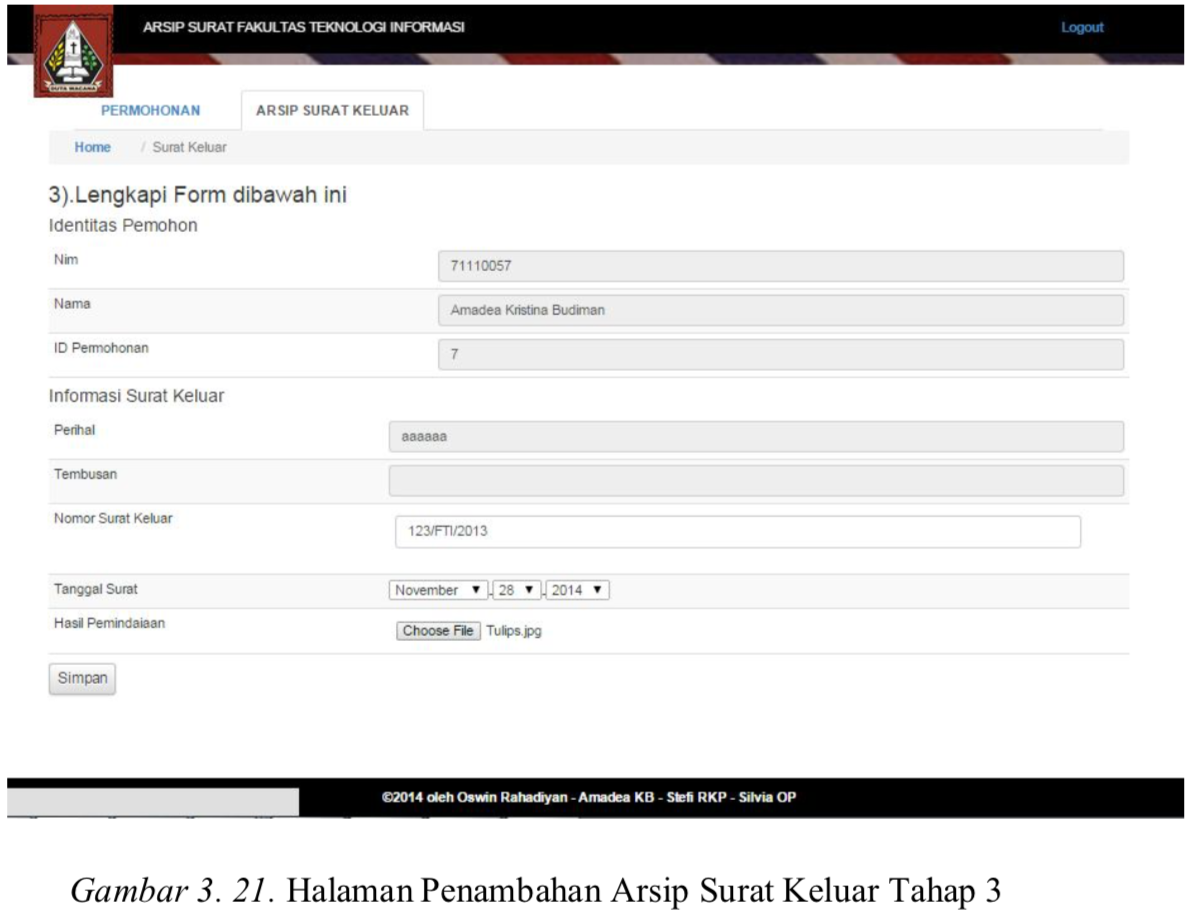 ARSIP SURAT FAKULTAS TEKNOLOGI INFORMASI Logout
DUTA WACANA
PERMOHONAN ARSIP SURAT KELUAR
Home / Surat Keluar
3).Lengkapi Form dibawah ini
Identitas Pemohon
Nim 71110057
Nama Amadea Kristina Budiman
ID Permohonan 7
Informasi Surat Keluar
Perihal aaaaaa
Tembusan
Nomor Surat Keluar 123/FTI/2013
Tanggal Surat November 28 2014
Hasil Pemindaiaan Choose File Tulips.jpg
Simpan
©2014 oleh Oswin Rahadiyan - Amadea KB - Stefi RKP - Silvia OP
Gambar 3. 21. Halaman Penambahan Arsip Surat Keluar Tahap 3